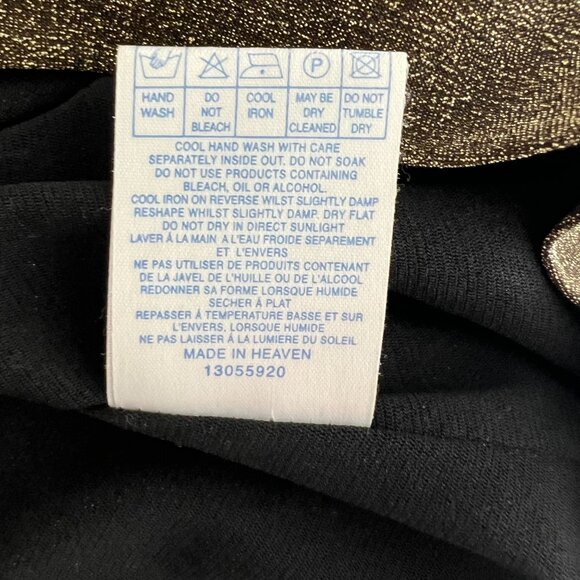 HAND WASH
DO NOT BLEACH
COOL IRON
P
MAY BE DRY CLEANED
DO NOT TUMBLE DRY
COOL HAND WASH WITH CARE
SEPARATELY INSIDE OUT. DO NOT SOAK
DO NOT USE PRODUCTS CONTAINING
BLEACH, OIL OR ALCOHOL.
COOL IRON ON REVERSE WILST SLIGHTLY DAMP
RESHAPE WHILST SLIGHTLY DAMP. DRY FLAT
DO NOT DRY IN DIRECT SUNLIGHT
LAVER À LA MAIN A L'EAU FROIDE SEPAREMENT
ET L'ENVERS
NE PAS UTILISER DE PRODUITS CONTENANT
DE LA JAVEL DE L'HUILE OU DE L'ALCOOL
REDONNER SA FORME LORSQUE HUMIDE
SECHER À PLAT
REPASSER À TEMPERATURE BASSE ET SUR
L'ENVERS, LORSQUE HUMIDE
NE PAS LAISSER À LA LUMIERE DU SOLEIL
MADE IN HEAVEN
13055920